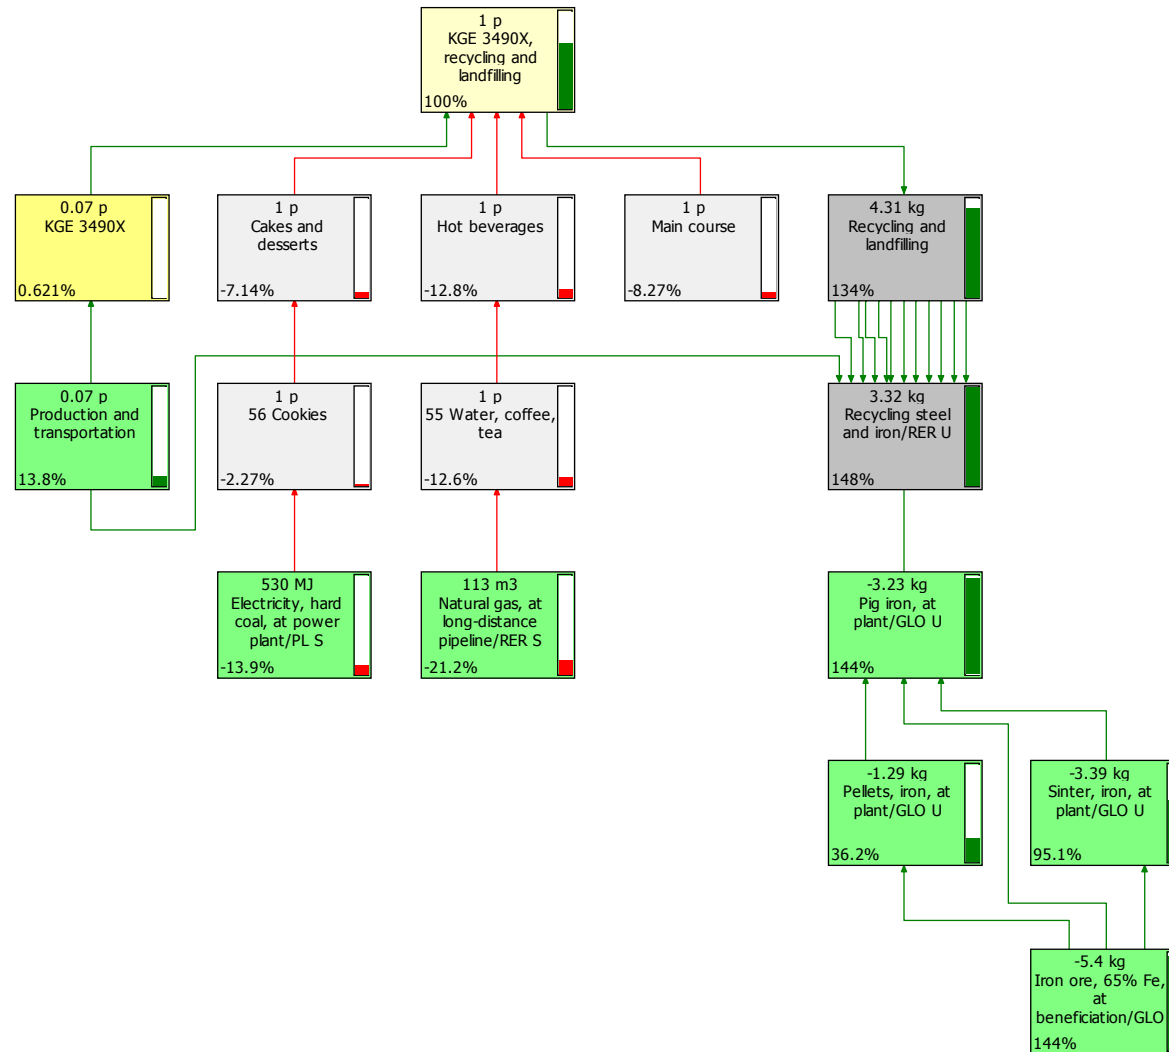 1 p
KGE 3490X,
recycling and
landfilling
100%
0.07 p
KGE 3490X
0.621%
1 p
Cakes and
desserts
-7.14%
1 p
Hot beverages
-12.8%
1 p
Main course
-8.27%
4.31 kg
Recycling and
landfilling
134%
0.07 p
Production and
transportation
13.8%
1 p
56 Cookies
-2.27%
1 p
55 Water, coffee,
tea
-12.6%
3.32 kg
Recycling steel
and iron/RER U
148%
530 MJ
Electricity, hard
coal, at power
plant/PL S
-13.9%
113 m3
Natural gas, at
long-distance
pipeline/RER S
-21.2%
-3.23 kg
Pig iron, at
plant/GLO U
144%
-1.29 kg
Pellets, iron, at
plant/GLO U
36.2%
-3.39 kg
Sinter, iron, at
plant/GLO U
95.1%
-5.4 kg
Iron ore, 65% Fe,
at
beneficiation/GLO
144%